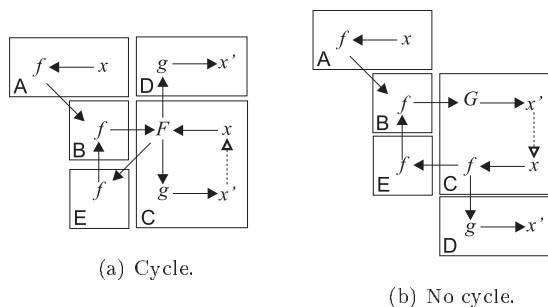 f x
A
g x'
D
f F x
B
f
E
g x'
C
(a) Cycle.
f x
A
f G x'
B
f f x
E C
g x'
D
(b) No cycle.